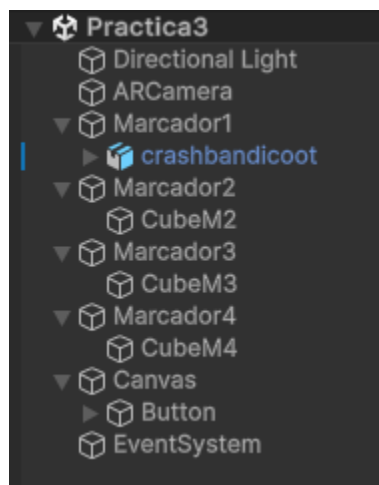 Practica3
Directional Light
ARCamera
Marcador1
crashbandicoot
Marcador2
CubeM2
Marcador3
CubeM3
Marcador4
CubeM4
Canvas
Button
EventSystem